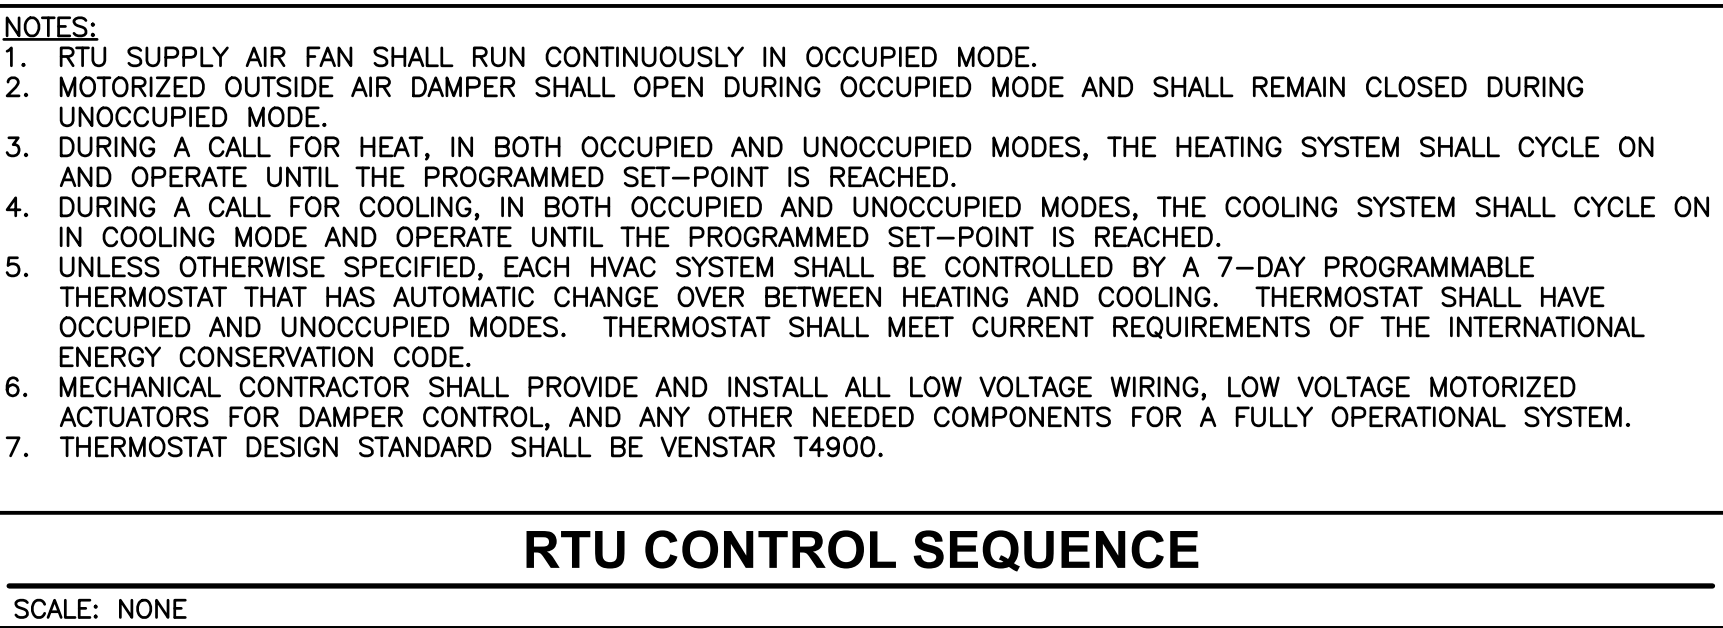 NOTES:
1. RTU SUPPLY AIR FAN SHALL RUN CONTINUOUSLY IN OCCUPIED MODE.
2. MOTORIZED OUTSIDE AIR DAMPER SHALL OPEN DURING OCCUPIED MODE AND SHALL REMAIN CLOSED DURING
UNOCCUPIED MODE.
3. DURING A CALL FOR HEAT, IN BOTH OCCUPIED AND UNOCCUPIED MODES, THE HEATING SYSTEM SHALL CYCLE ON
AND OPERATE UNTIL THE PROGRAMMED SET-POINT IS REACHED.
4. DURING A CALL FOR COOLING, IN BOTH OCCUPIED AND UNOCCUPIED MODES, THE COOLING SYSTEM SHALL CYCLE ON
IN COOLING MODE AND OPERATE UNTIL THE PROGRAMMED SET-POINT IS REACHED.
5. UNLESS OTHERWISE SPECIFIED, EACH HVAC SYSTEM SHALL BE CONTROLLED BY A 7-DAY PROGRAMMABLE
THERMOSTAT THAT HAS AUTOMATIC CHANGE OVER BETWEEN HEATING AND COOLING. THERMOSTAT SHALL HAVE
OCCUPIED AND UNOCCUPIED MODES. THERMOSTAT SHALL MEET CURRENT REQUIREMENTS OF THE INTERNATIONAL
ENERGY CONSERVATION CODE.
6. MECHANICAL CONTRACTOR SHALL PROVIDE AND INSTALL ALL LOW VOLTAGE WIRING, LOW VOLTAGE MOTORIZED
ACTUATORS FOR DAMPER CONTROL, AND ANY OTHER NEEDED COMPONENTS FOR A FULLY OPERATIONAL SYSTEM.
7. THERMOSTAT DESIGN STANDARD SHALL BE VENSTAR T4900.
RTU CONTROL SEQUENCE
SCALE: NONE